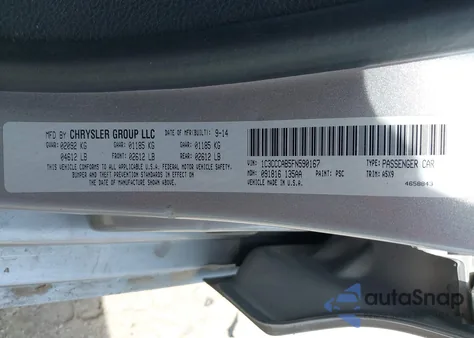 MFD BY CHRYSLER GROUP LLC DATE OF MFR 9-14
GVWR: 02092 KG GAWR: 01185 KG GAWR: 01185 KG
04612 LB FRONT: 02612 LB REAR: 02612 LB
THIS VEHICLE CONFORMS TO ALL APPLICABLE U.S.A. FEDERAL MOTOR VEHICLE SAFETY,
BUMPER AND THEFT PREVENTION STANDARDS IN EFFECT
ON THE DATE OF MANUFACTURE SHOWN ABOVE.
VIN: 1C3CCCAB5FN590167 TYPE: PASSENGER CAR
MDH: 091816 135AA PAINT: PSC TRIM: A5X9
VEHICLE MADE IN U.S.A. 4658843
autoSnap